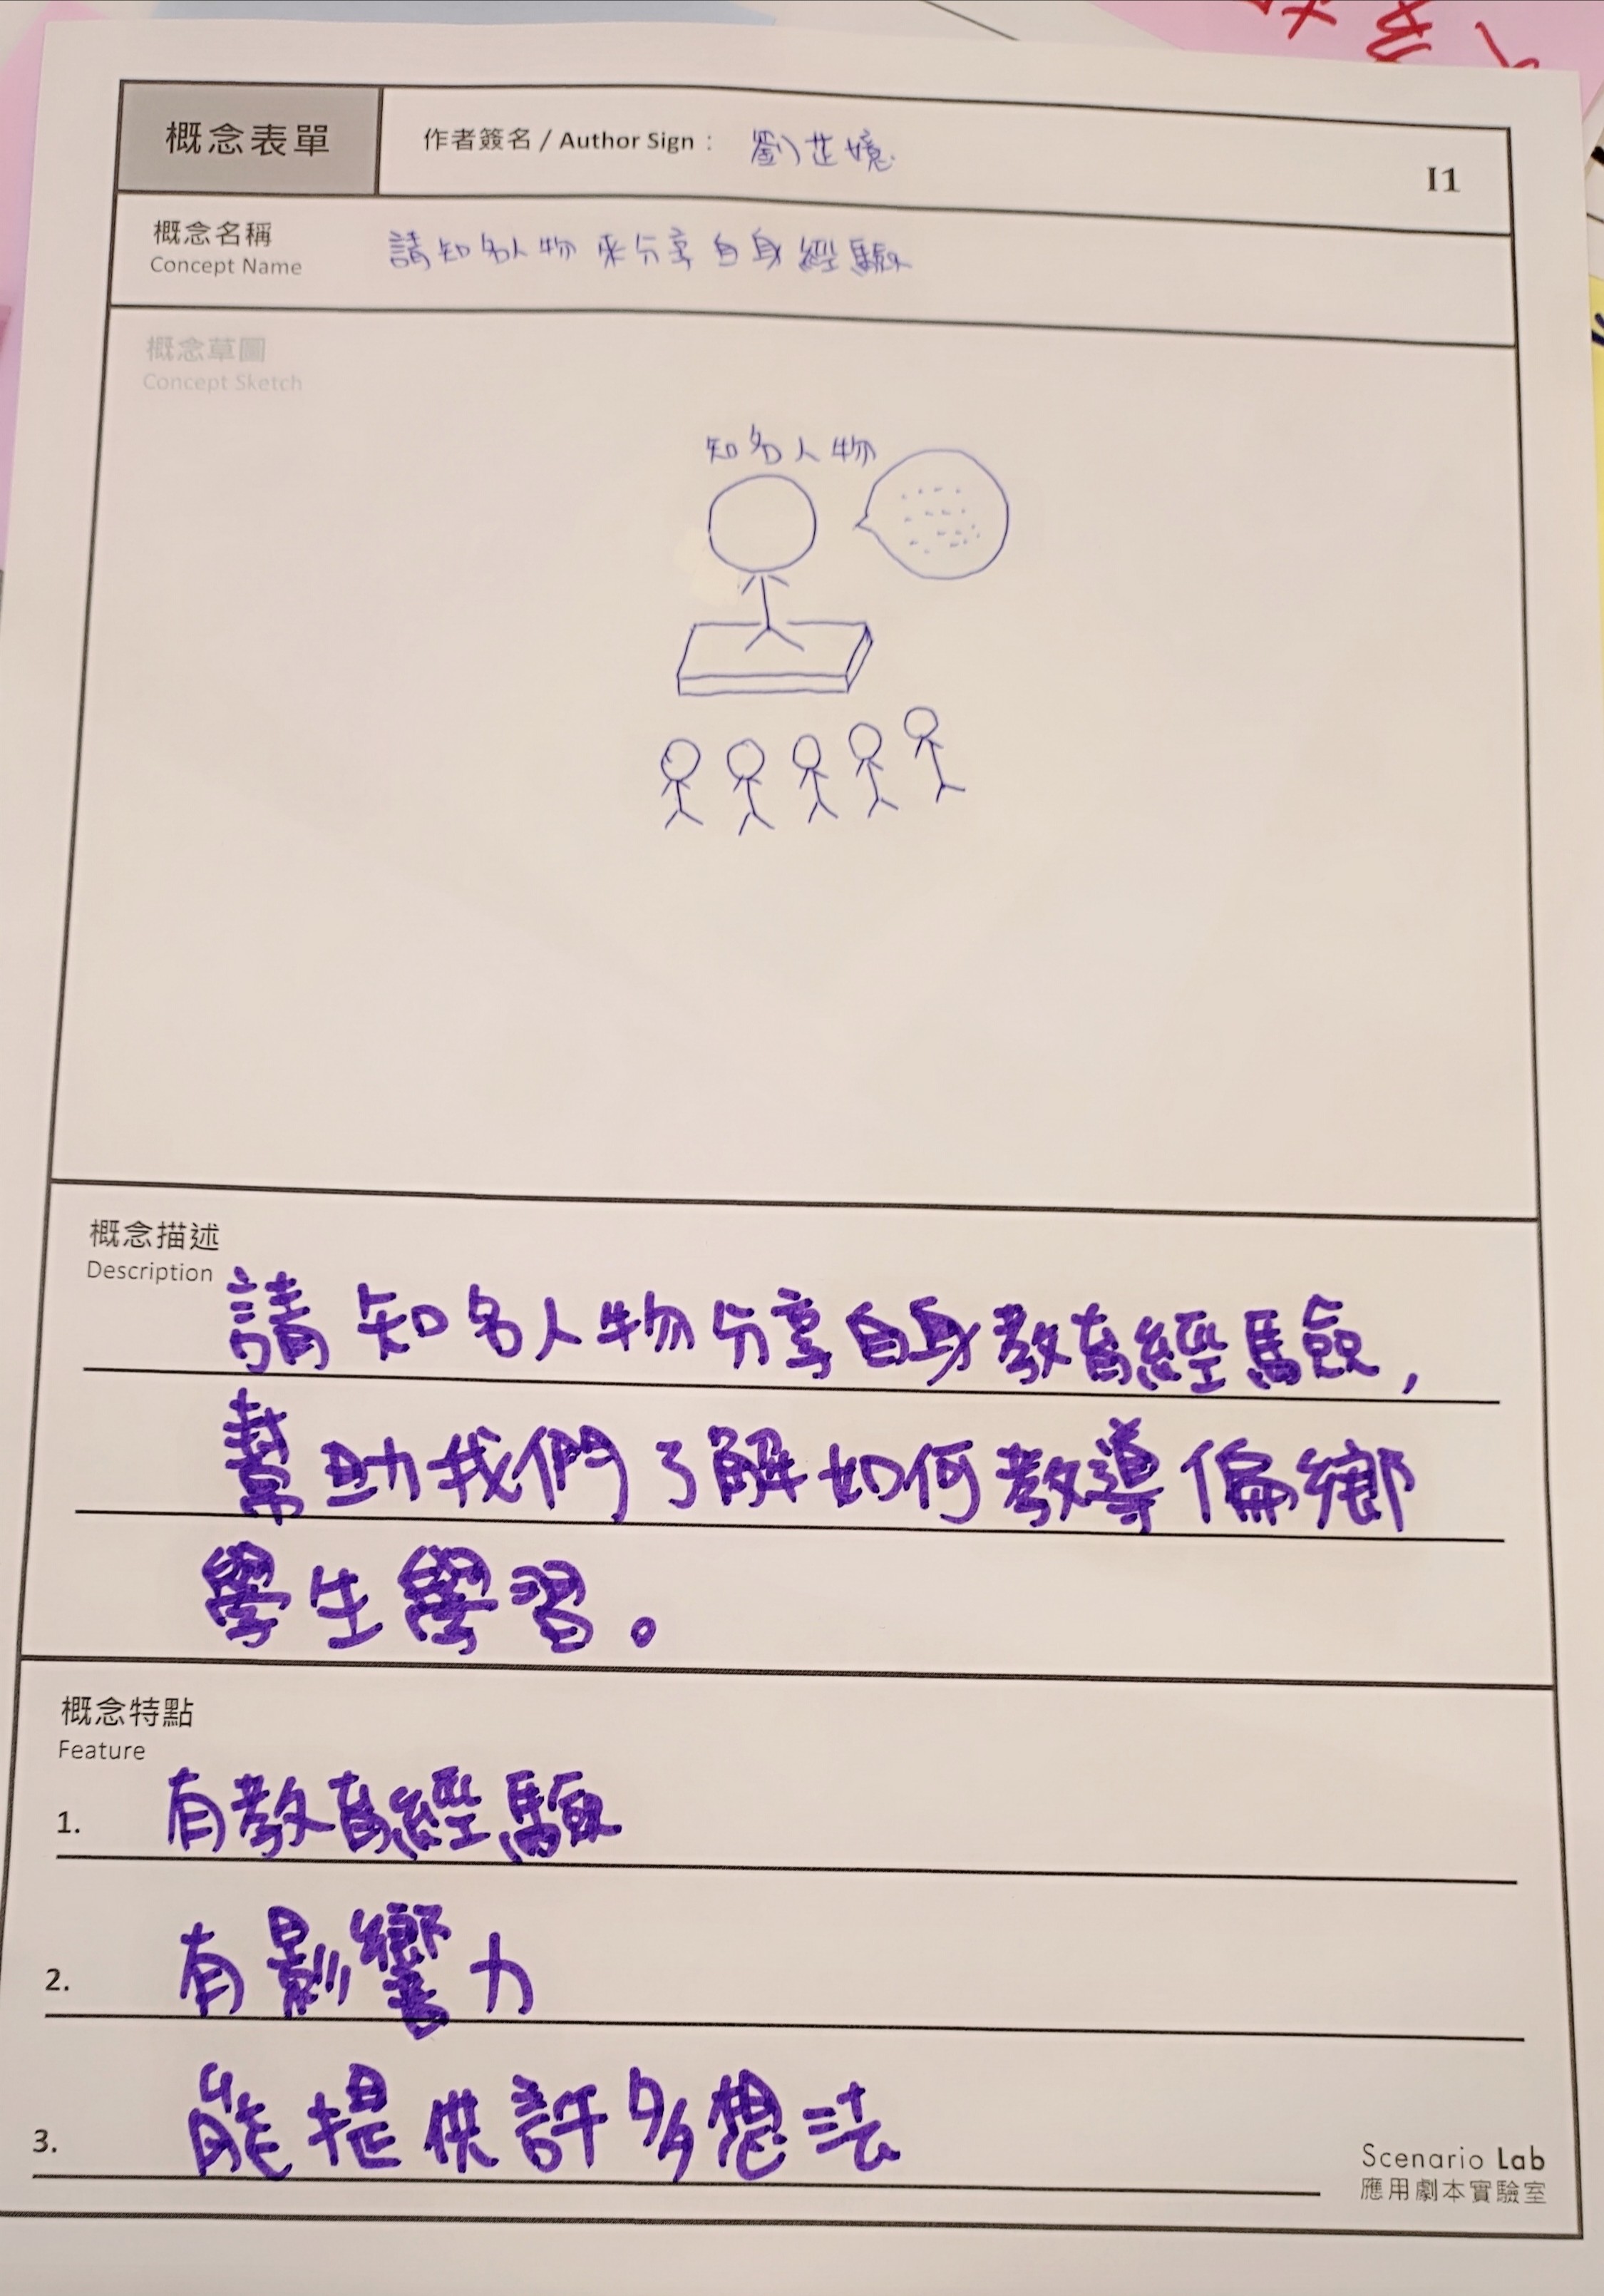 概念表單
作者簽名 / Author Sign : 劉芷嬑
I1
概念名稱
Concept Name
請知名人物來分享自身經驗
概念草圖
Concept Sketch
知名人物
概念描述
Description
請知名人物分享自身教育經驗,
幫助我們了解如何教導偏鄉
學生學習。
概念特點
Feature
1. 有教育經驗
2. 有影響力
3. 能提供許多想法
Scenario Lab
應用劇本實驗室